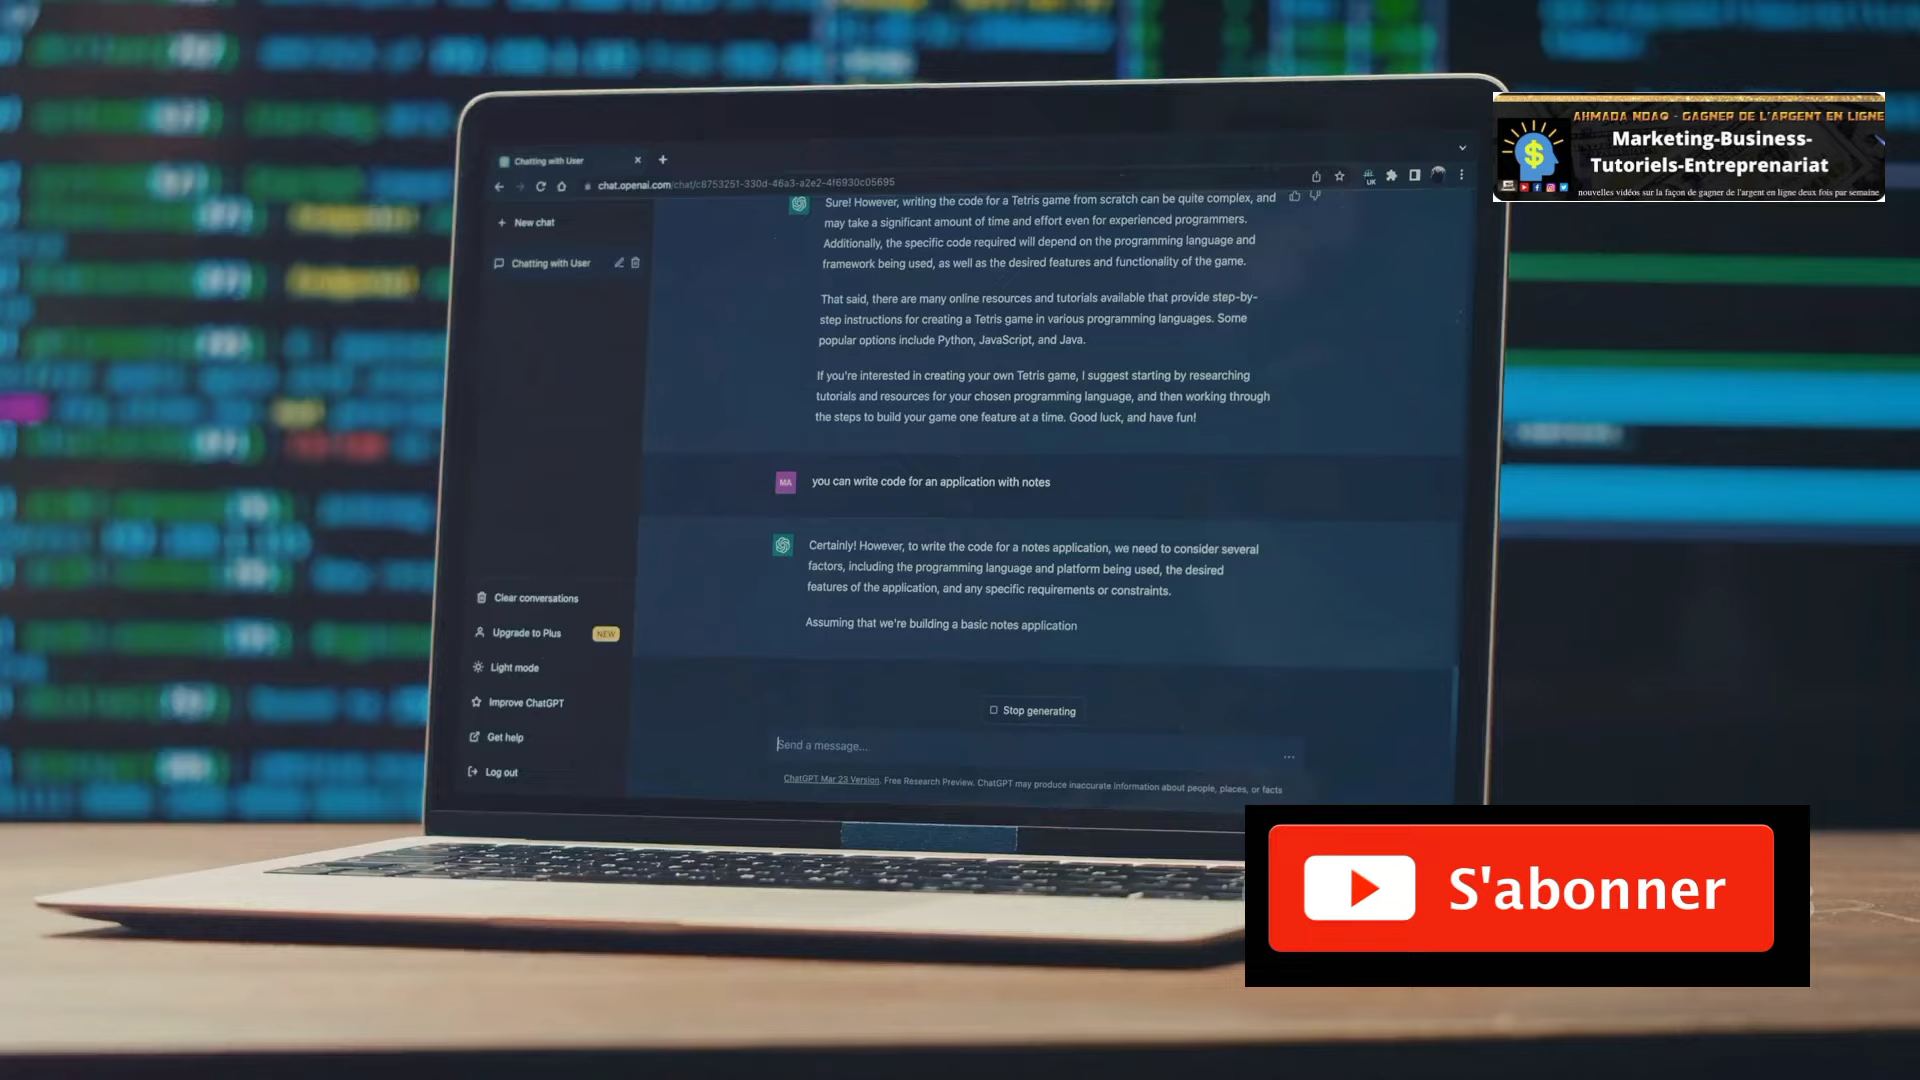 AHMADA NDAO - GAGNER DE L'ARGENT EN LIGNE
Marketing-Business-
Tutoriels-Entreprenariat
nouvelles vidéos sur la façon de gagner de l'argent en ligne deux fois par semaine
Chatting with User
chat.openai.com/chat/c8753251-330d-46a3-a2e2-4f6930c05695
UK
New chat
Chatting with User
Sure! However, writing the code for a Tetris game from scratch can be quite complex, and
may take a significant amount of time and effort even for experienced programmers.
Additionally, the specific code required will depend on the programming language and
framework being used, as well as the desired features and functionality of the game.
That said, there are many online resources and tutorials available that provide step-by-
step instructions for creating a Tetris game in various programming languages. Some
popular options include Python, JavaScript, and Java.
If you're interested in creating your own Tetris game, I suggest starting by researching
tutorials and resources for your chosen programming language, and then working through
the steps to build your game one feature at a time. Good luck, and have fun!
MA
you can write code for an application with notes
Certainly! However, to write the code for a notes application, we need to consider several
factors, including the programming language and platform being used, the desired
features of the application, and any specific requirements or constraints.
Assuming that we're building a basic notes application
Clear conversations
Upgrade to Plus NEW
Light mode
Improve ChatGPT
Get help
Log out
Stop generating
Send a message...
ChatGPT Mar 23 Version. Free Research Preview. ChatGPT may produce inaccurate information about people, places, or facts
S'abonner